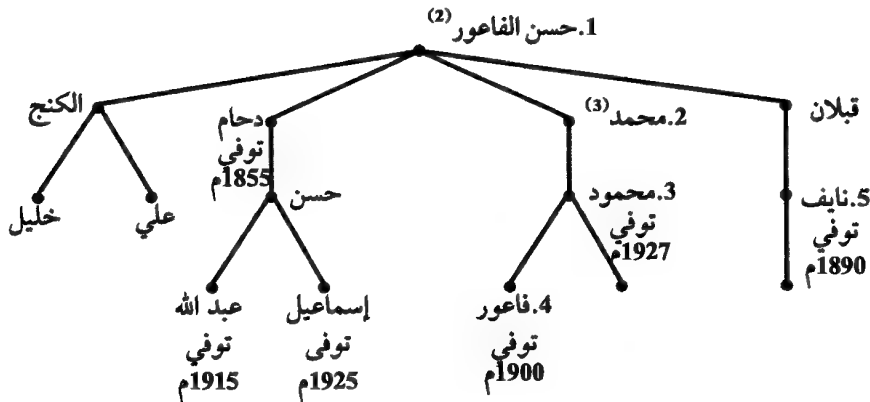 1.حسن الفاعور(2)
قبلان
2.محمد(3)
دحام
توفي
1855م
الكنج
5.نايف
توفي
1890م
3.محمود
توفي
1927م
حسن
علي
خليل
4.فاعور
توفي
1900م
إسماعيل
توفى
1925م
عبد الله
توفي
1915م